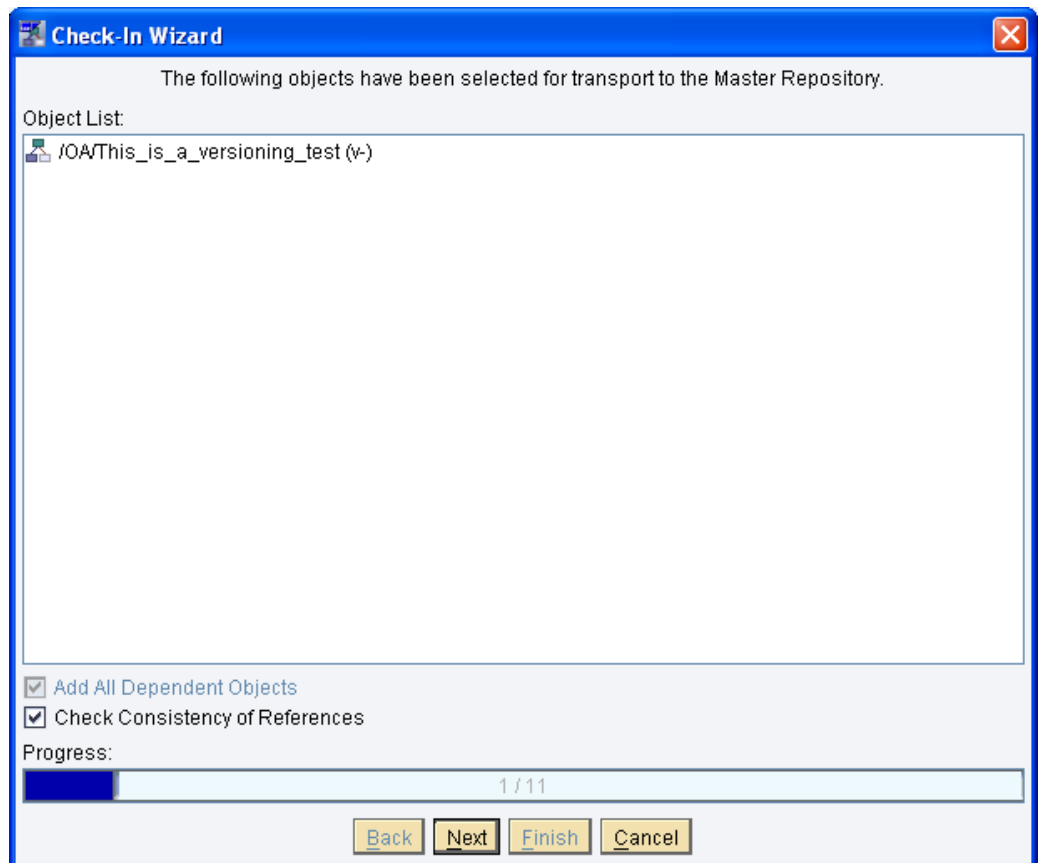 Check-In Wizard
The following objects have been selected for transport to the Master Repository.
Object List:
/OA/This_is_a_versioning_test (v-)
Add All Dependent Objects
Check Consistency of References
Progress:
1 / 11
Back Next Finish Cancel